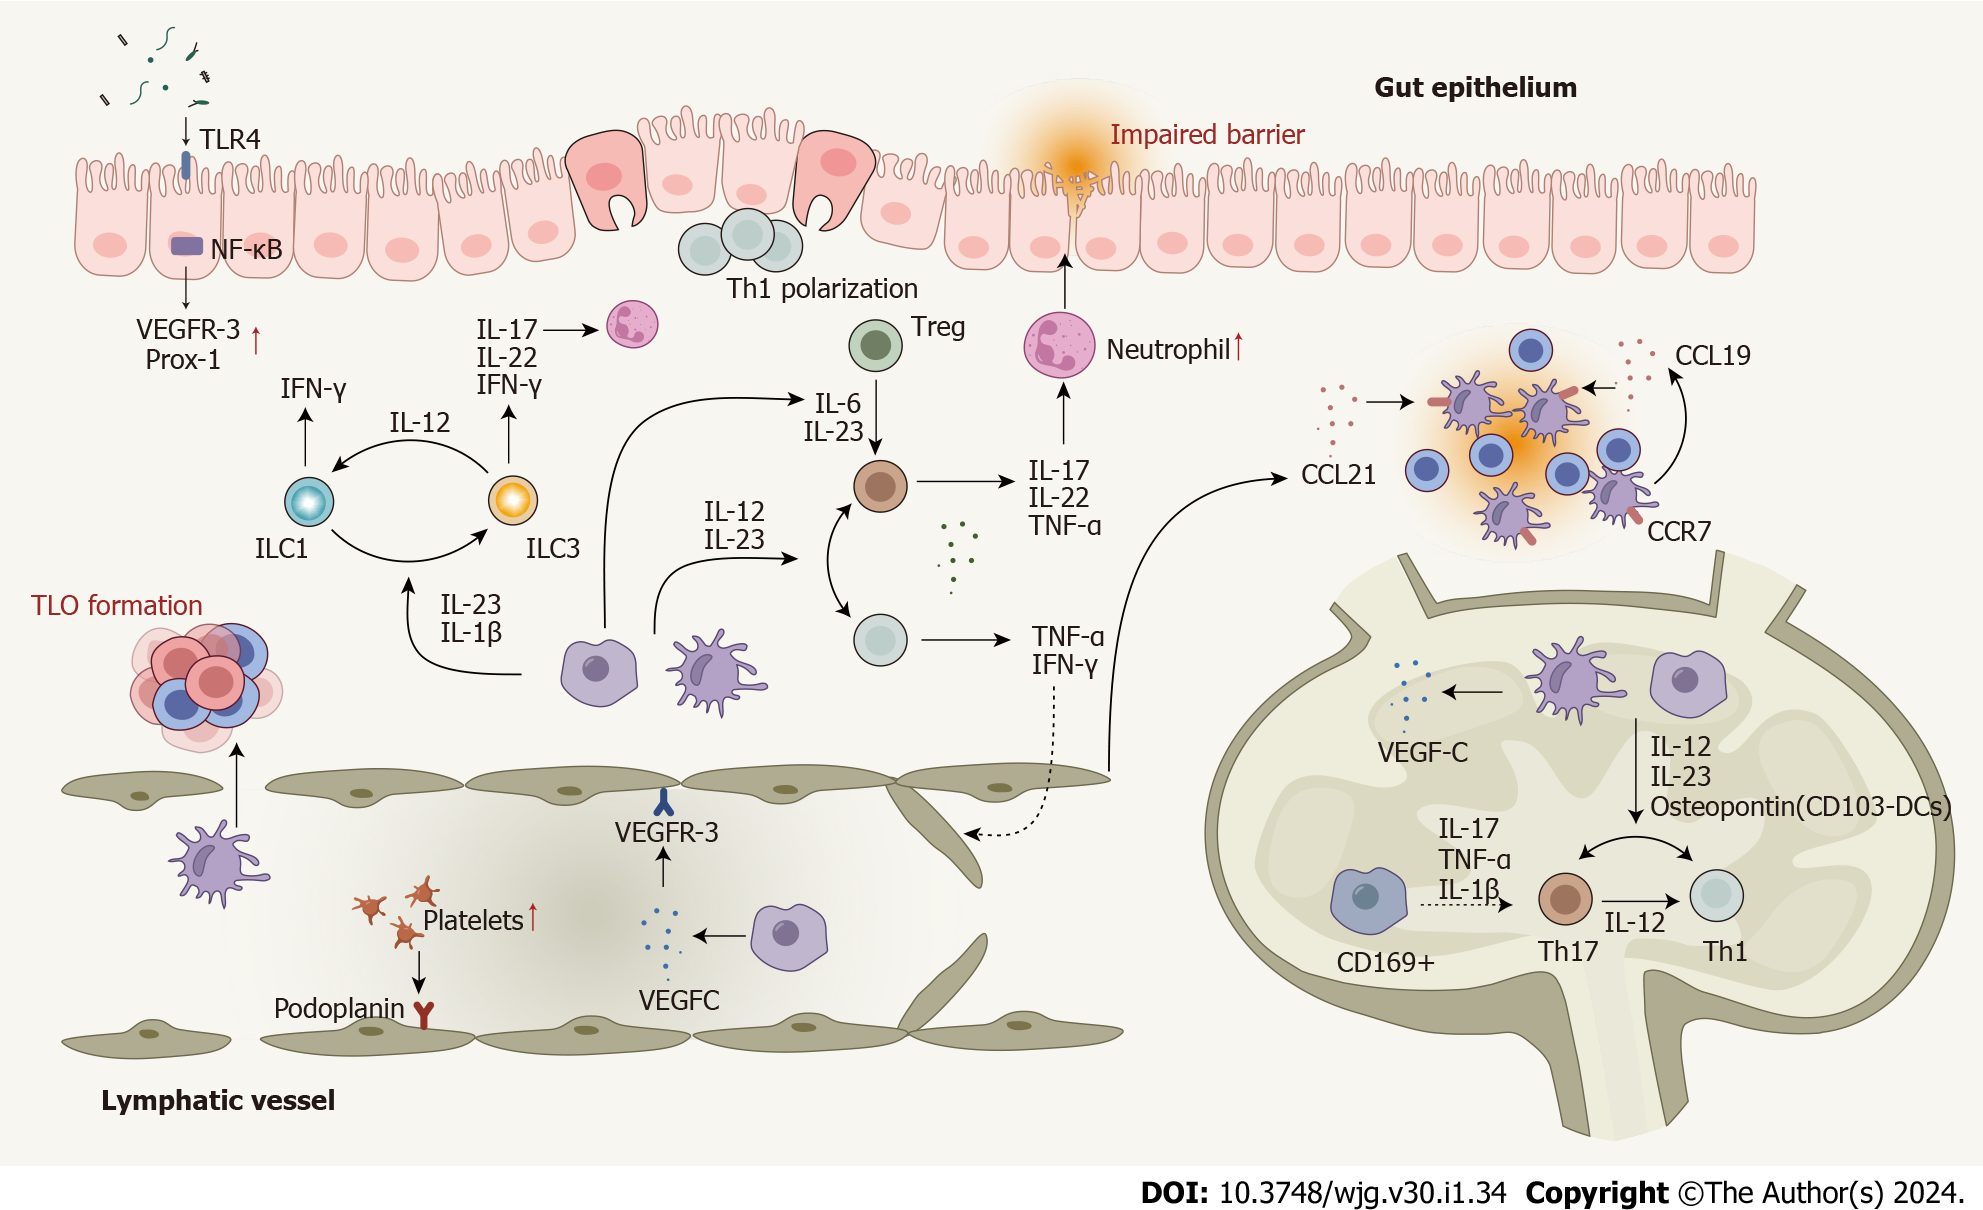 Gut epithelium
TLR4
Impaired barrier
NF-κB
Th1 polarization
VEGFR-3
Prox-1
IL-17
IL-22
IFN-γ
IFN-γ
IL-12
ILC1
ILC3
IL-23
IL-1β
Treg
IL-6
IL-23
IL-12
IL-23
Neutrophil
IL-17
IL-22
TNF-α
TNF-α
IFN-γ
CCL19
CCL21
CCR7
TLO formation
VEGFR-3
Platelets
VEGFC
Podoplanin
Lymphatic vessel
VEGF-C
IL-12
IL-23
Osteopontin(CD103-DCs)
IL-17
TNF-α
IL-1β
CD169+
Th17
IL-12
Th1
DOI: 10.3748/wjg.v30.i1.34 Copyright ©The Author(s) 2024.